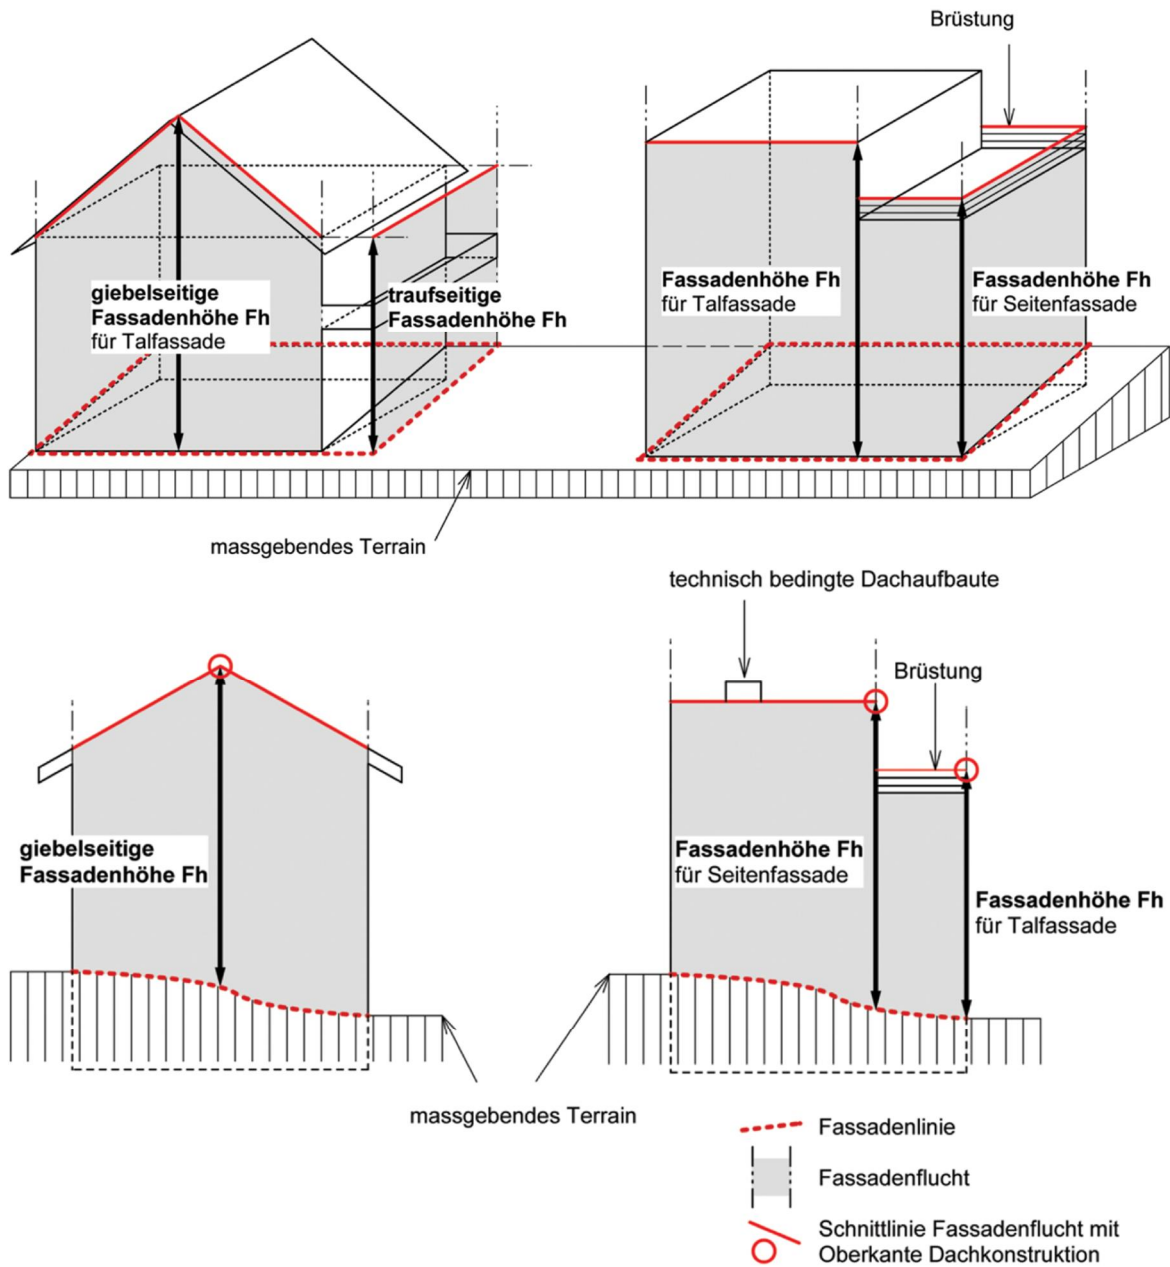 Brüstung
giebelseitige
Fassadenhöhe Fh
für Talfassade
traufseitige
Fassadenhöhe Fh
Fassadenhöhe Fh
für Talfassade
Fassadenhöhe Fh
für Seitenfassade
massgebendes Terrain
technisch bedingte Dachaufbaute
Brüstung
giebelseitige
Fassadenhöhe Fh
Fassadenhöhe Fh
für Seitenfassade
Fassadenhöhe Fh
für Talfassade
massgebendes Terrain
Fassadenlinie
Fassadenflucht
Schnittlinie Fassadenflucht mit
Oberkante Dachkonstruktion